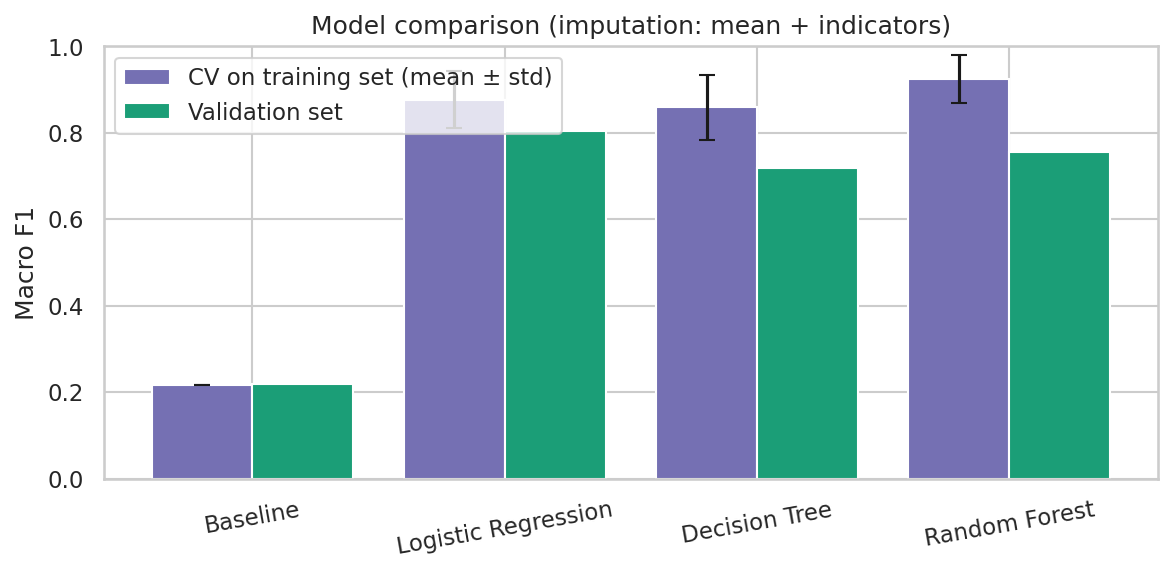 Model comparison (imputation: mean + indicators)
CV on training set (mean ± std)
Validation set
Macro F1
1.0
0.8
0.6
0.4
0.2
0.0
Baseline
Logistic Regression
Decision Tree
Random Forest